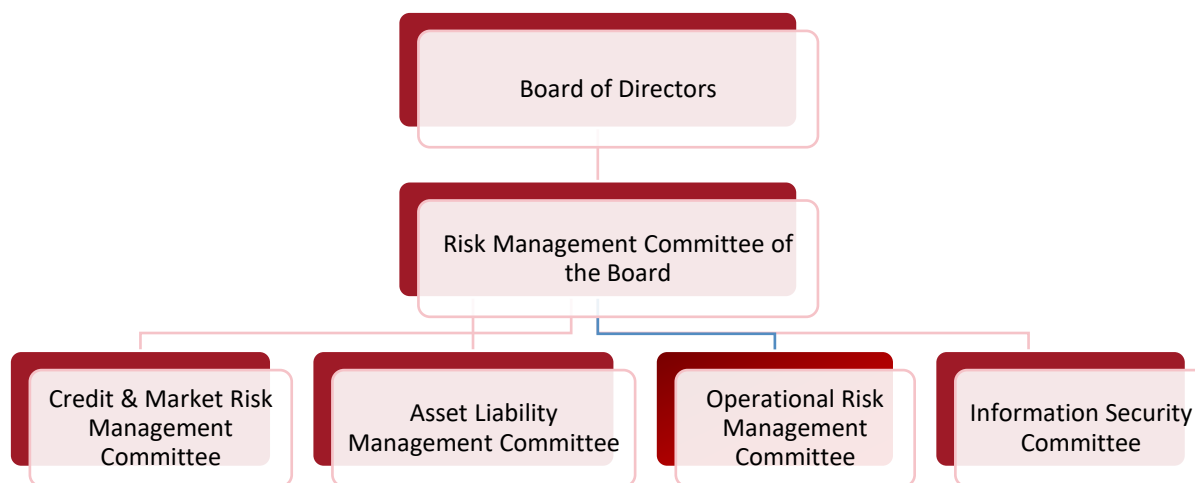 Board of Directors
Risk Management Committee of
the Board
Credit & Market Risk
Management
Committee
Asset Liability
Management Committee
Operational Risk
Management
Committee
Information Security
Committee